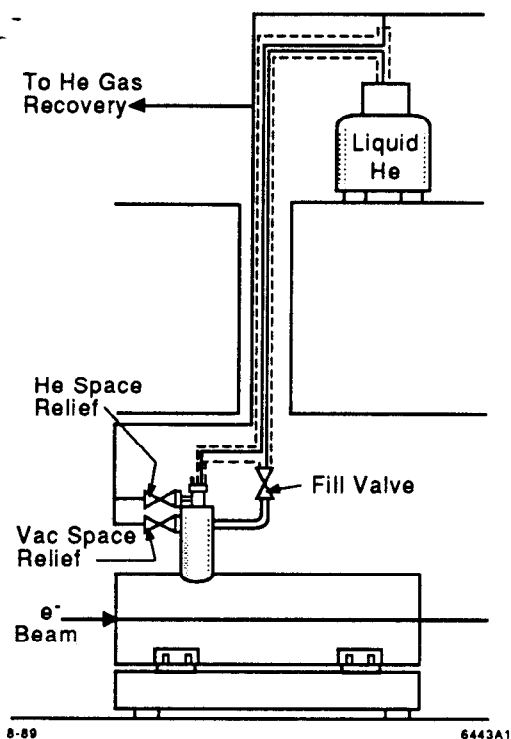 To He Gas
Recovery
Liquid
He
He Space
Relief
Fill Valve
Vac Space
Relief
e-
Beam
8-89
6443A1